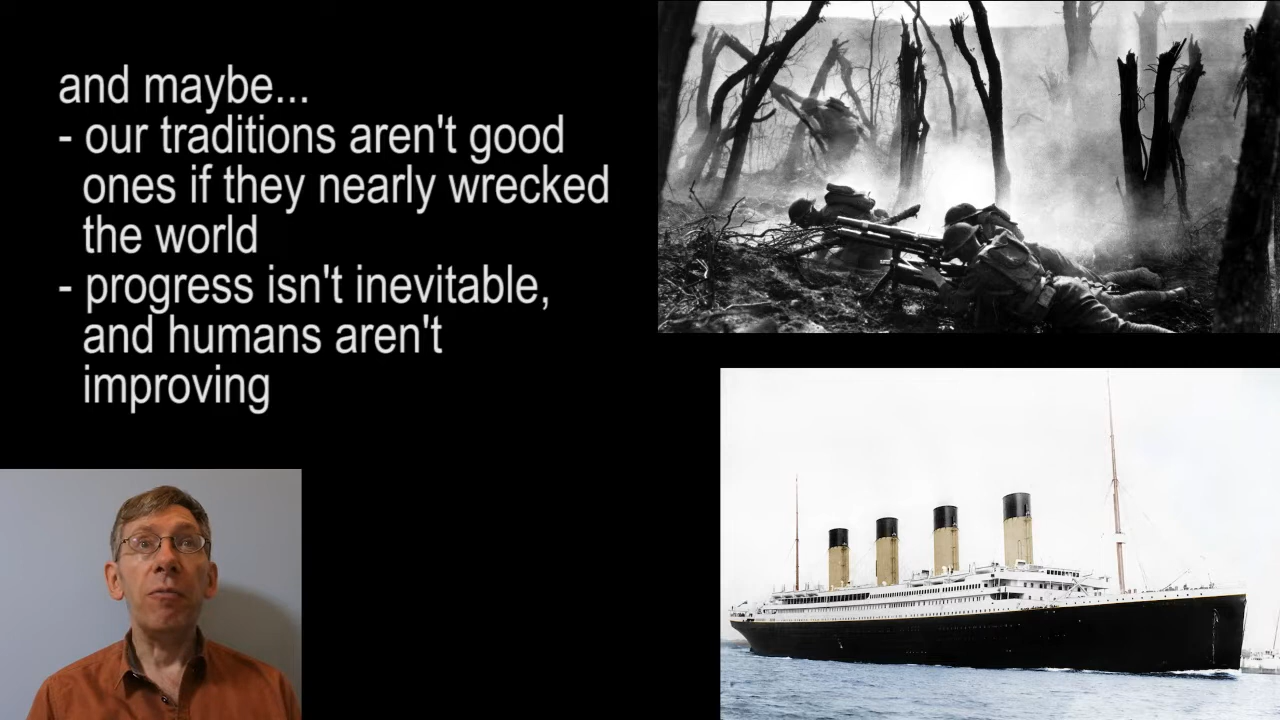 and maybe...
- our traditions aren't good
ones if they nearly wrecked
the world
- progress isn't inevitable,
and humans aren't
improving